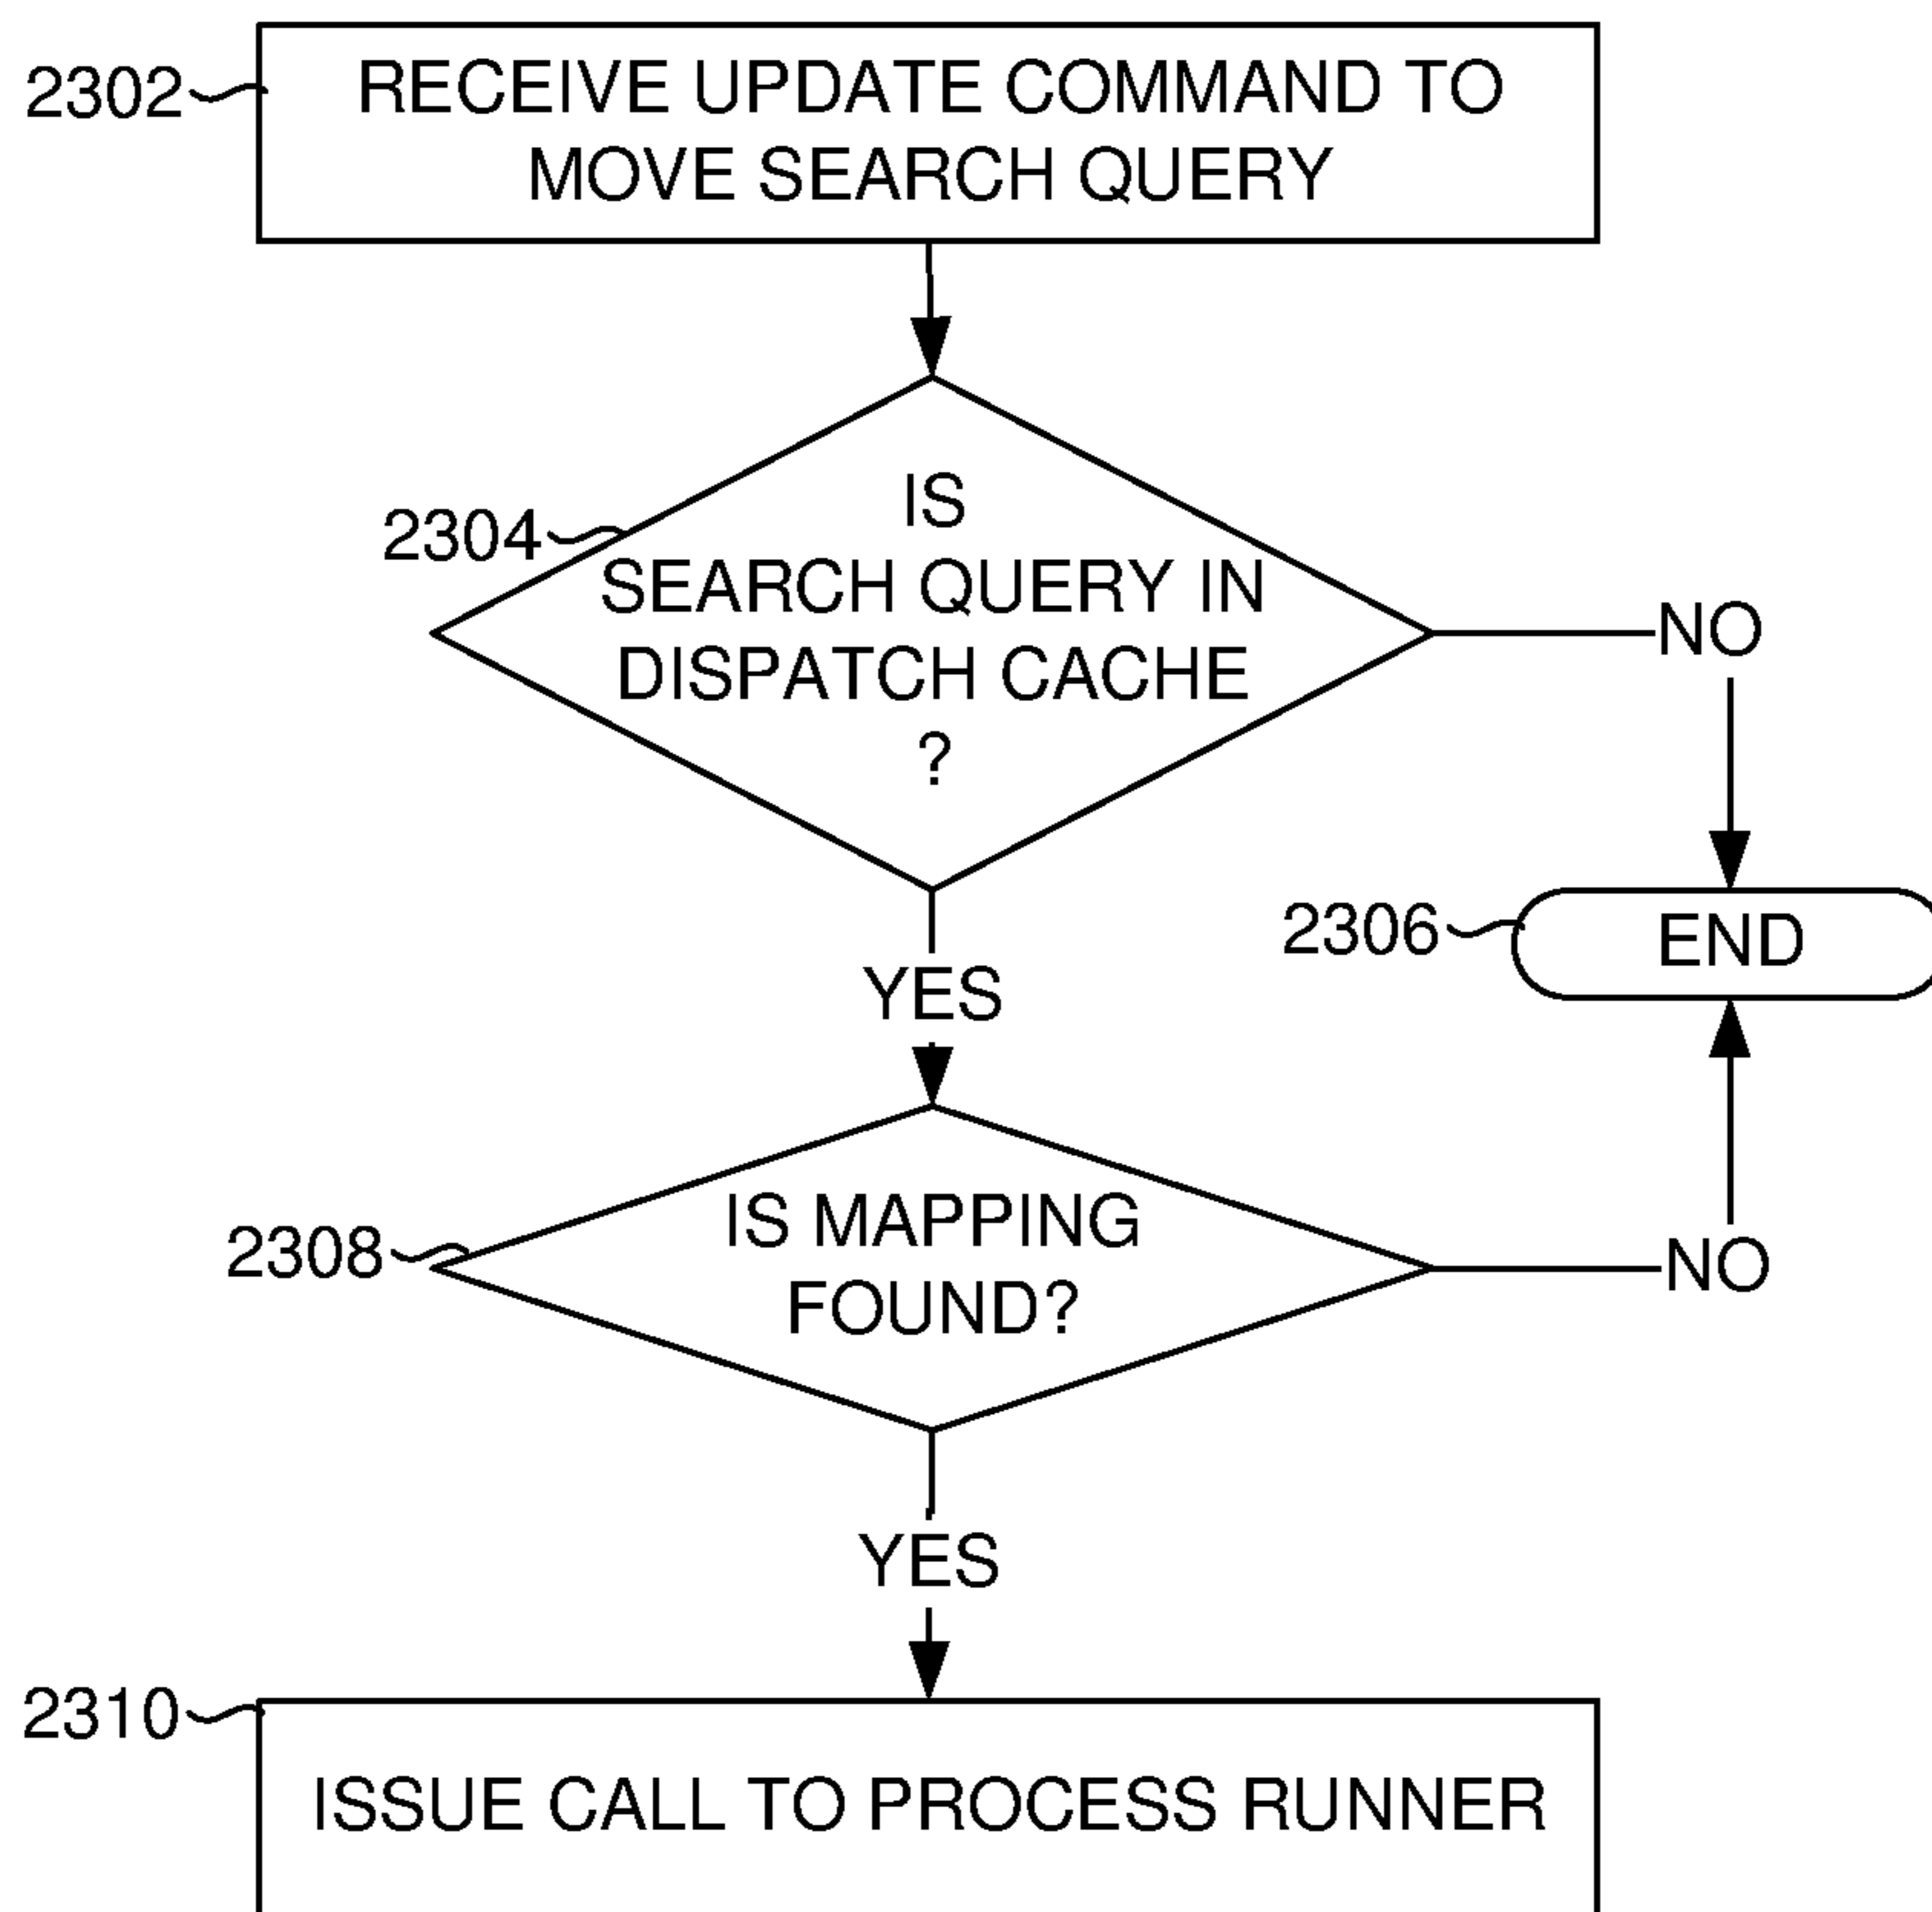 2302
RECEIVE UPDATE COMMAND TO
MOVE SEARCH QUERY
2304
IS
SEARCH QUERY IN
DISPATCH CACHE
?
NO
2306
END
YES
2308
IS MAPPING
FOUND?
NO
YES
2310
ISSUE CALL TO PROCESS RUNNER